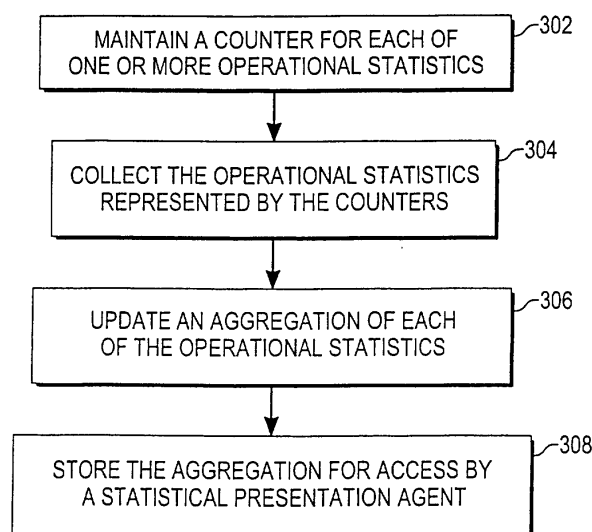 302
MAINTAIN A COUNTER FOR EACH OF
ONE OR MORE OPERATIONAL STATISTICS
304
COLLECT THE OPERATIONAL STATISTICS
REPRESENTED BY THE COUNTERS
306
UPDATE AN AGGREGATION OF EACH
OF THE OPERATIONAL STATISTICS
308
STORE THE AGGREGATION FOR ACCESS BY
A STATISTICAL PRESENTATION AGENT